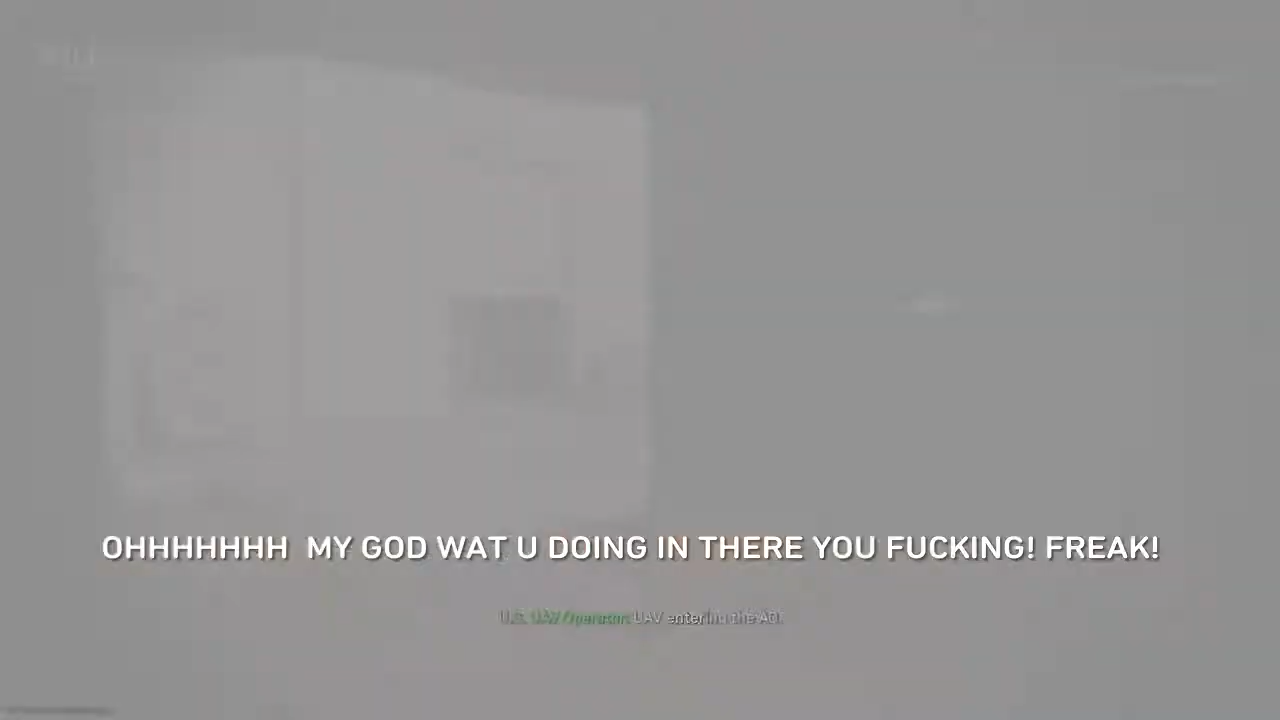 OHHHHHHH MY GOD WAT U DOING IN THERE YOU FUCKING! FREAK!
U.S. UAV Operator: UAV entering the AO.